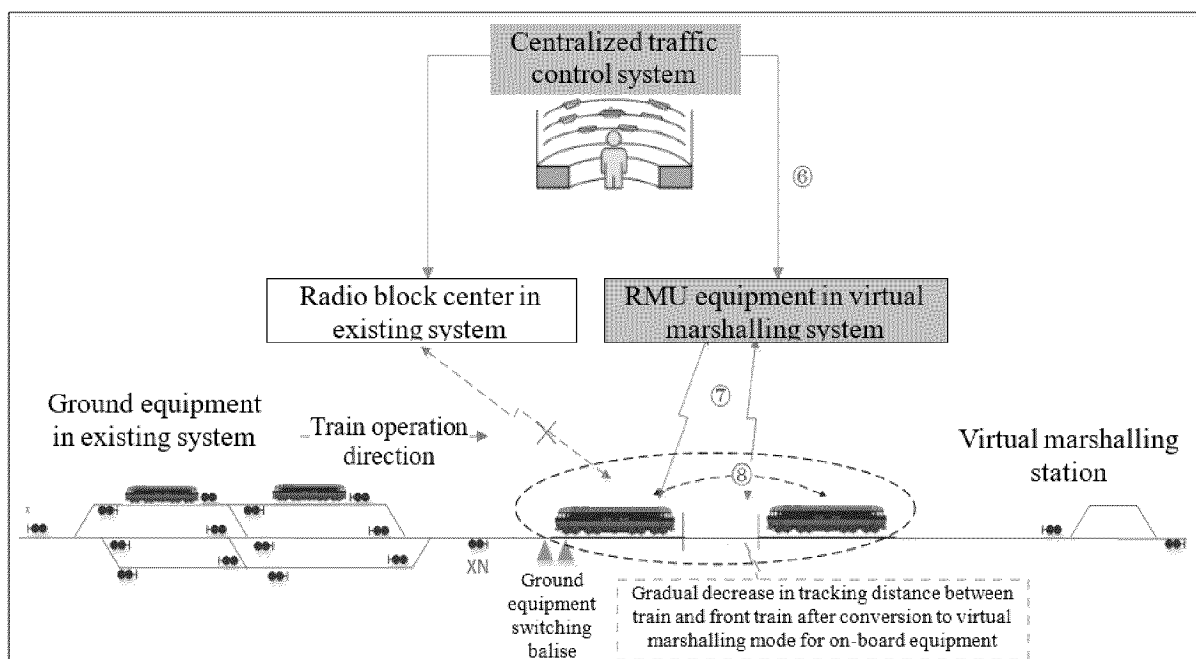 Centralized traffic
control system
⑥
Radio block center in
existing system
RMU equipment in virtual
marshalling system
⑦
Ground equipment
in existing system
Train operation
direction
Virtual marshalling
station
⑧
XN
Ground
equipment
switching
balise
Gradual decrease in tracking distance between
train and front train after conversion to virtual
marshalling mode for on-board equipment